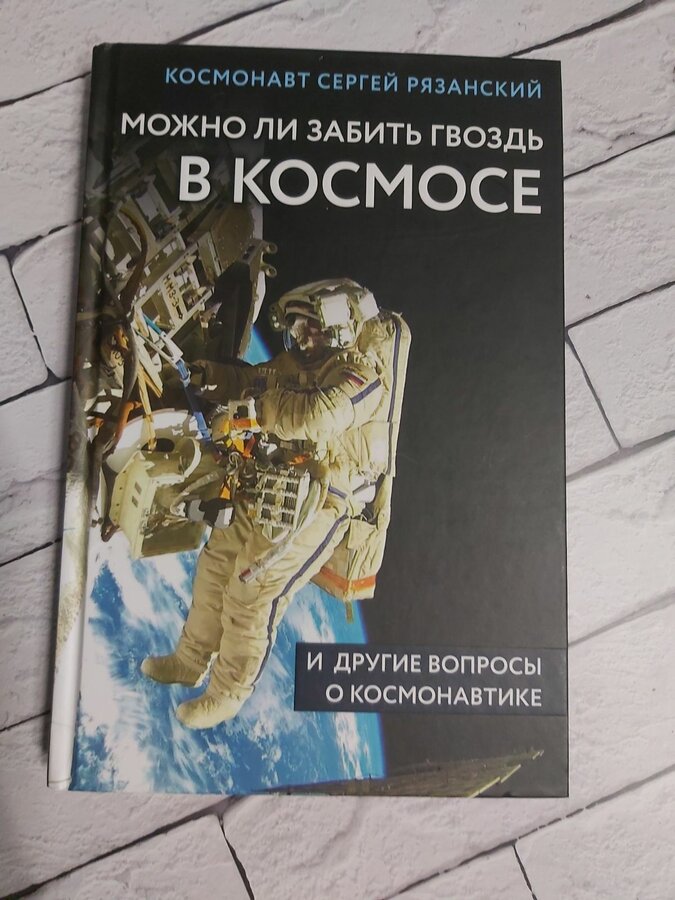 КОСМОНАВТ СЕРГЕЙ РЯЗАНСКИЙ
МОЖНО ЛИ ЗАБИТЬ ГВОЗДЬ
В КОСМОСЕ
И ДРУГИЕ ВОПРОСЫ
О КОСМОНАВТИКЕ